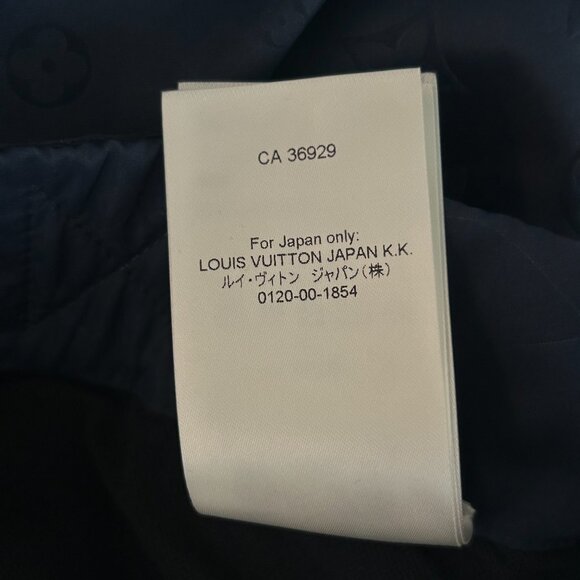 CA 36929
For Japan only:
LOUIS VUITTON JAPAN K.K.
ルイ・ヴィトン　ジャパン(株)
0120-00-1854